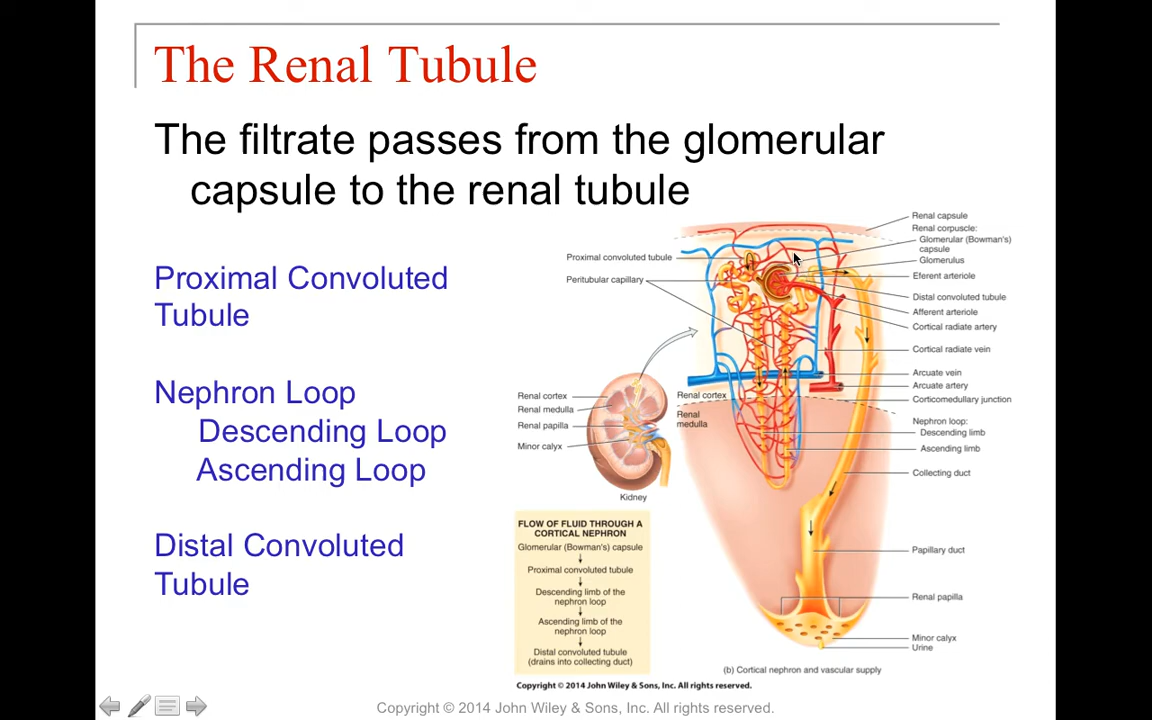 The Renal Tubule
The filtrate passes from the glomerular
capsule to the renal tubule
Proximal Convoluted
Tubule
Nephron Loop
Descending Loop
Ascending Loop
Distal Convoluted
Tubule
Proximal convoluted tubule
Peritubular capillary
Renal capsule
Renal corpuscle:
Glomerular (Bowman's)
capsule
Glomerulus
Eferent arteriole
Distal convoluted tubule
Afferent arteriole
Cortical radiate artery
Cortical radiate vein
Arcuate vein
Arcuate artery
Corticomedullary junction
Nephron loop:
Descending limb
Ascending limb
Collecting duct
Papillary duct
Renal papilla
Minor calyx
Urine
Renal cortex
Renal medulla
Renal papilla
Minor calyx
Kidney
Renal cortex
Renal
medulla
FLOW OF FLUID THROUGH A
CORTICAL NEPHRON
Glomerular (Bowman's) capsule
Proximal convoluted tubule
Descending limb of the
nephron loop
Ascending limb of the
nephron loop
Distal convoluted tubule
(drains into collecting duct)
(b) Cortical nephron and vascular supply
Copyright © 2014 John Wiley & Sons, Inc. All rights reserved.
Copyright © 2014 John Wiley & Sons, Inc. All rights reserved.